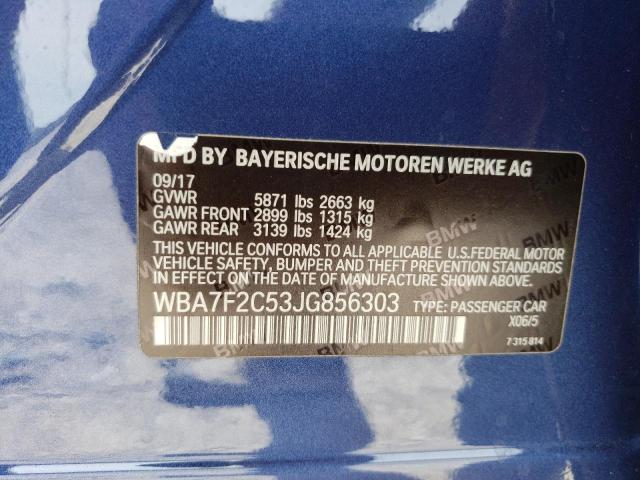 MFD BY BAYERISCHE MOTOREN WERKE AG
09/17
GVWR 5871 lbs 2663 kg
GAWR FRONT 2899 lbs 1315 kg
GAWR REAR 3139 lbs 1424 kg
THIS VEHICLE CONFORMS TO ALL APPLICABLE U.S.FEDERAL MOTOR
VEHICLE SAFETY, BUMPER AND THEFT PREVENTION STANDARDS
IN EFFECT ON THE DATE OF MANUFACTURE SHOWN ABOVE.
WBA7F2C53JG856303 TYPE: PASSENGER CAR
X06/5
7 315 814
BMW